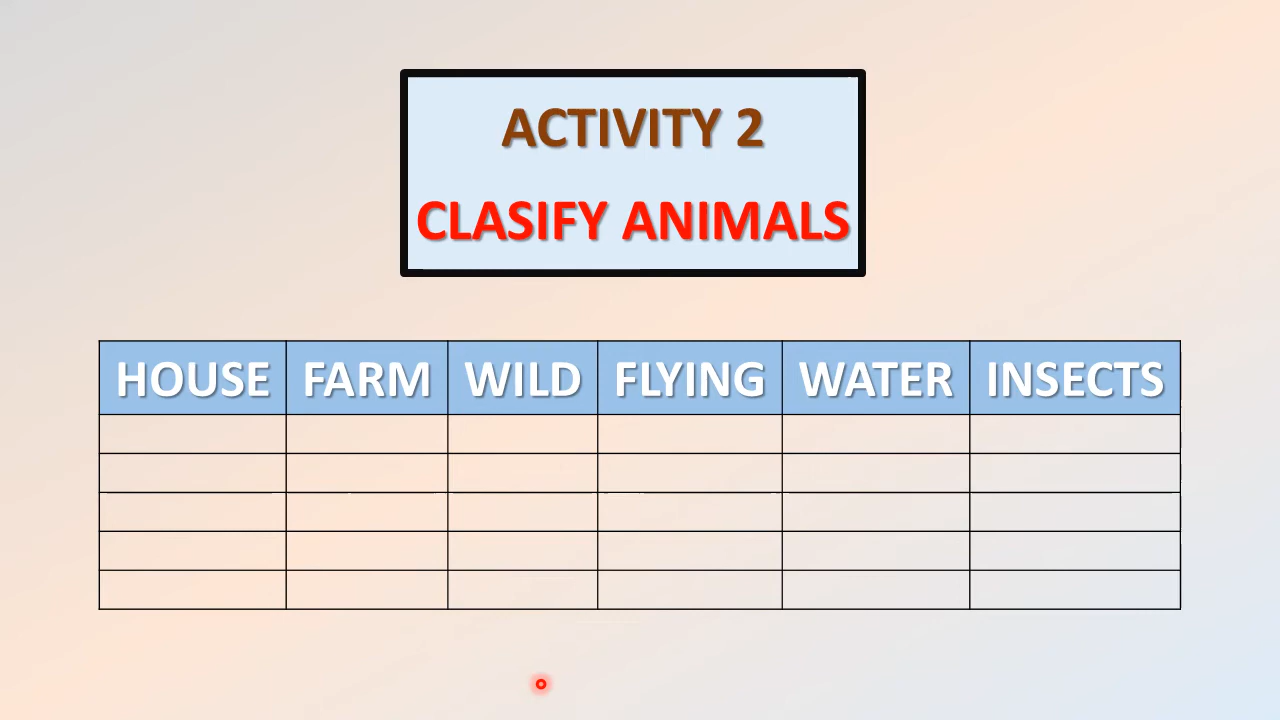 ACTIVITY 2
CLASIFY ANIMALS
HOUSE FARM WILD FLYING WATER INSECTS